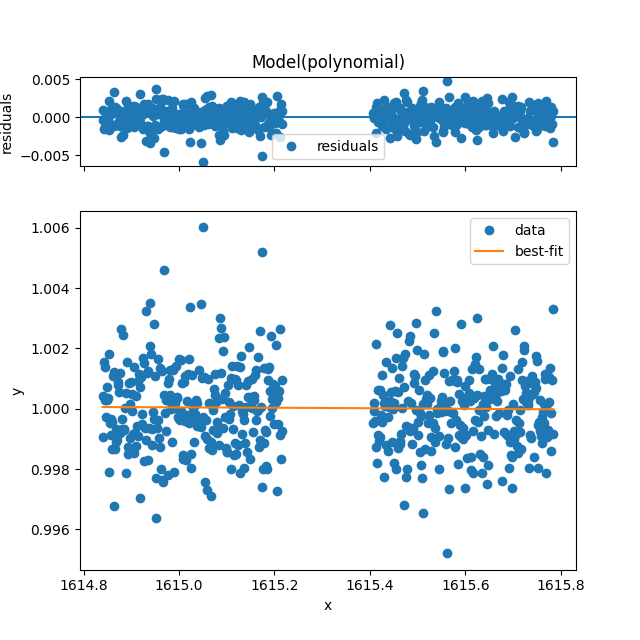 Model(polynomial)
0.005
0.000
−0.005
residuals
residuals
1.006
1.004
1.002
1.000
0.998
0.996
y
data
best-fit
1614.8 1615.0 1615.2 1615.4 1615.6 1615.8
x